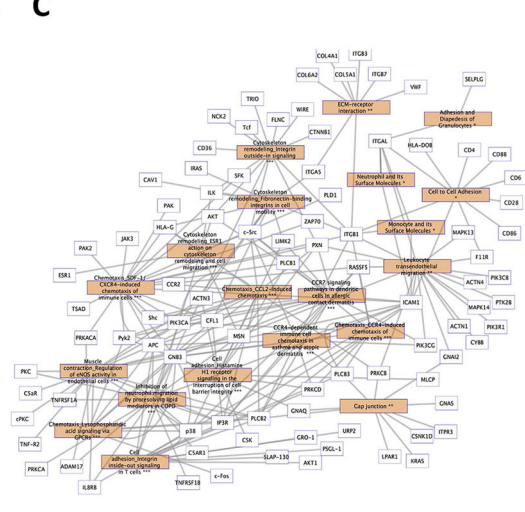 C
COL4A1
ITGB3
COL6A2
COL5A1
ITGB7
SELPLG
VWF
TRIO
ECM-receptor
interaction **
NCK2
FLNC
WIRE
Adhesion and
Diapedesis of
Granulocytes *
Tcf
CTNNB1
ITGAL
HLA-DOB
CD36
Cytoskeleton
remodeling_Integrin
outside-in signaling
***
CD4
CD8B
IRAS
SFK
ITGA5
Neutrophil and Its
Surface Molecules *
CD6
CAV1
ILK
PLD1
Cell to Cell Adhesion
*
CD28
PAK
Cytoskeleton
remodeling_Fibronectin-binding
integrins in cell
motility ***
AKT
HLA-G
ZAP70
Monocyte and Its
Surface Molecules *
CD86
c-Src
ITGB1
MAPK13
JAK3
Cytoskeleton
remodeling_ESR1
action on
cytoskeleton
remodeling and cell
migration ***
LIMK2
PXN
PAK2
F11R
PLCB1
RASSF5
Leukocyte
transendothelial
migration **
ESR1
Chemotaxis_SDF-1/
CXCR4-induced
chemotaxis of
immune cells ***
CCR2
CCR7 signaling
pathways in dendritic
cells in allergic
contact dermatitis
***
ACTN4
PIK3CB
Chemotaxis_CCL2-induced
chemotaxis ***
ACTN3
ICAM1
MAPK14
PTK2B
TSAD
Shc
PIK3CA
CFL1
ACTN1
PIK3R1
PRKACA
Pyk2
MSN
CCR4-dependent
immune cell
chemotaxis in
asthma and atopic
dermatitis ***
Chemotaxis_CCR4-induced
chemotaxis of
immune cells ***
CYBB
APC
PIK3CG
GNB3
GNAI2
PKC
Muscle
contraction_Regulation
of eNOS activity in
endothelial cells ***
Cell
adhesion_Histamine
H1 receptor
signaling in the
interruption of cell
barrier integrity ***
PLCB3
PRKCB
MLCP
C5aR
TNFRSF1A
Inhibition of
neutrophil migration
by proresolving lipid
mediators in COPD
***
PRKCD
GNAQ
Gap junction **
GNAS
cPKC
PLCB2
IP3R
Chemotaxis_Lysophosphatidic
acid signaling via
GPCRs ***
p38
URP2
ITPR3
TNF-R2
CSK
GRO-1
CSNK1D
C5AR1
PSGL-1
PRKCA
ADAM17
Cell
adhesion_Integrin
inside-out signaling
in T cells ***
SLAP-130
AKT1
LPAR1
KRAS
IL8RB
TNFRSF1B
c-Fos